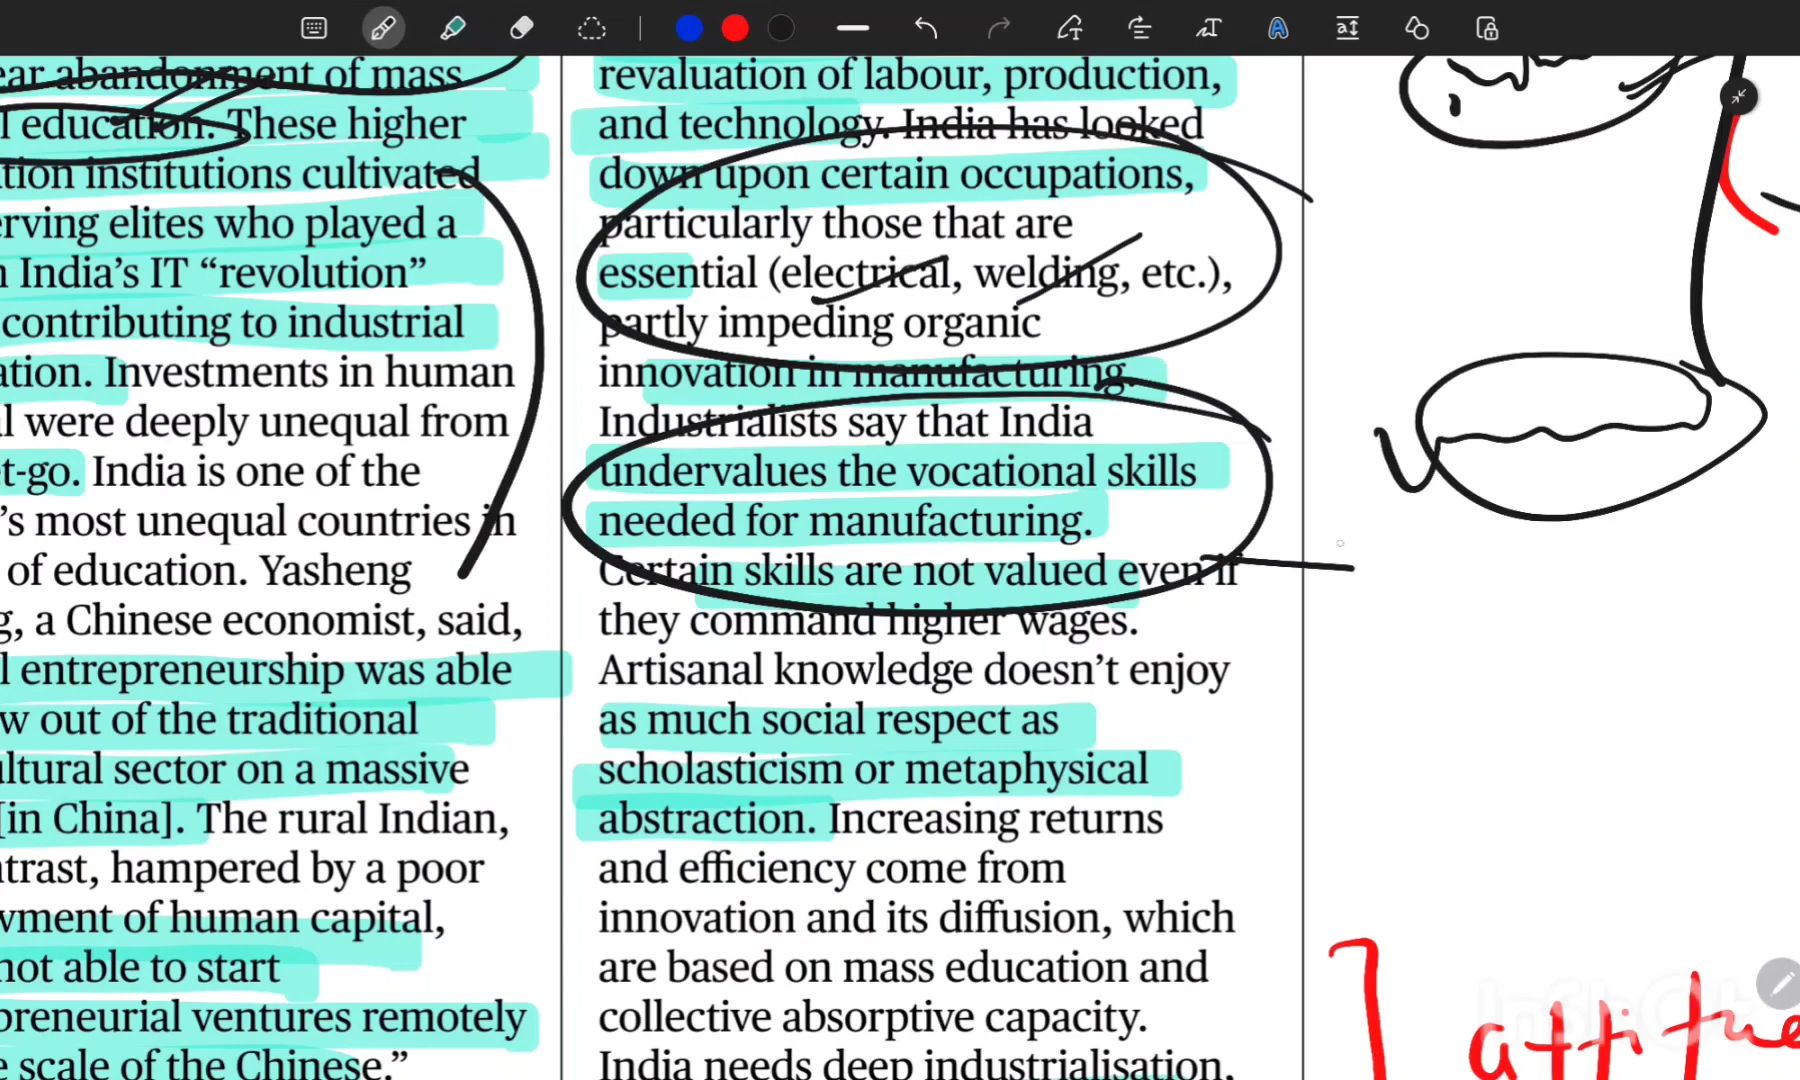 ear abandonment of mass
l education. These higher
tion institutions cultivated
erving elites who played a
n India's IT “revolution”
contributing to industrial
ation. Investments in human
l were deeply unequal from
et-go. India is one of the
's most unequal countries in
of education. Yasheng
g, a Chinese economist, said,
l entrepreneurship was able
w out of the traditional
ultural sector on a massive
[in China]. The rural Indian,
ntrast, hampered by a poor
wment of human capital,
not able to start
preneurial ventures remotely
e scale of the Chinese.”
revaluation of labour, production,
and technology. India has looked
down upon certain occupations,
particularly those that are
essential (electrical, welding, etc.),
partly impeding organic
innovation in manufacturing.
Industrialists say that India
undervalues the vocational skills
needed for manufacturing.
Certain skills are not valued even if
they command higher wages.
Artisanal knowledge doesn't enjoy
as much social respect as
scholasticism or metaphysical
abstraction. Increasing returns
and efficiency come from
innovation and its diffusion, which
are based on mass education and
collective absorptive capacity.
India needs deep industrialisation,
InShOt